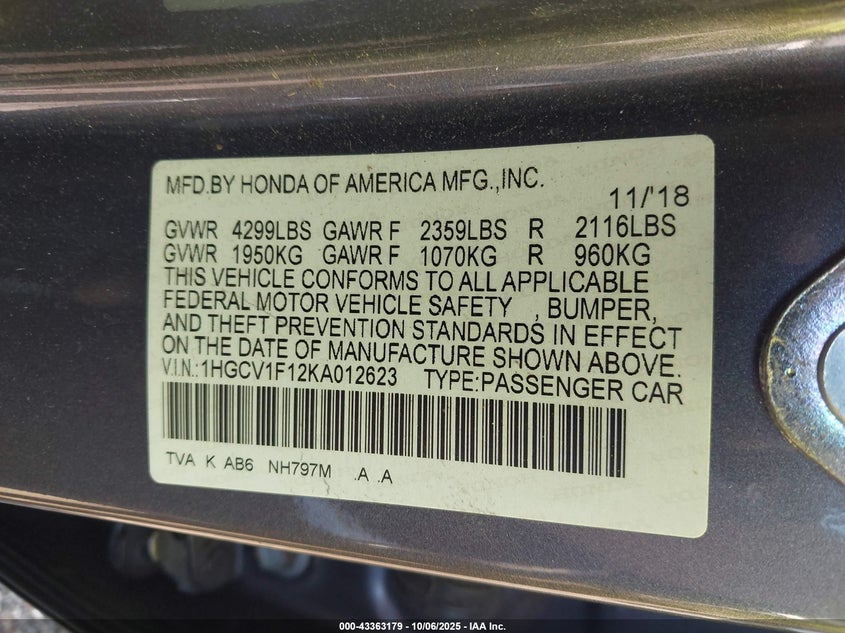 MFD.BY HONDA OF AMERICA MFG.,INC.
11/'18
GVWR 4299LBS GAWR F 2359LBS R 2116LBS
GVWR 1950KG GAWR F 1070KG R 960KG
THIS VEHICLE CONFORMS TO ALL APPLICABLE
FEDERAL MOTOR VEHICLE SAFETY , BUMPER,
AND THEFT PREVENTION STANDARDS IN EFFECT
ON THE DATE OF MANUFACTURE SHOWN ABOVE.
V.I.N.:1HGCV1F12KA012623 TYPE:PASSENGER CAR
TVA K AB6 NH797M .A .A
000-43363179 | 10/06/2025 | IAA Inc.